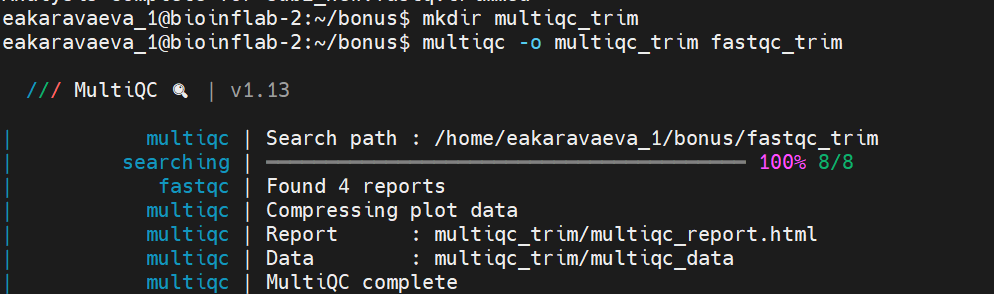 eakaravaeva_1@bioinflab-2:~/bonus$ mkdir multiqc_trim
eakaravaeva_1@bioinflab-2:~/bonus$ multiqc -o multiqc_trim fastqc_trim
/// MultiQC 🔍 | v1.13
| multiqc | Search path : /home/eakaravaeva_1/bonus/fastqc_trim
| searching | ━━━━━━━━━━━━━━━━━━━━━━━━━━━━━━━━━━━━━━━━ 100% 8/8
| fastqc | Found 4 reports
| multiqc | Compressing plot data
| multiqc | Report : multiqc_trim/multiqc_report.html
| multiqc | Data : multiqc_trim/multiqc_data
| multiqc | MultiQC complete